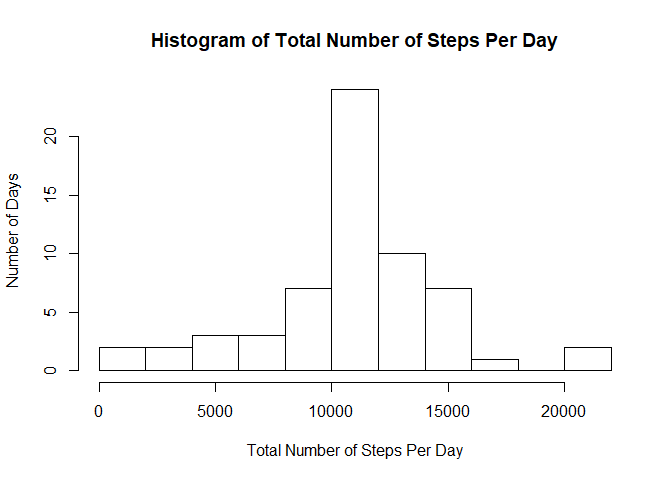 Histogram of Total Number of Steps Per Day
Number of Days
20
15
10
5
0
0 5000 10000 15000 20000
Total Number of Steps Per Day